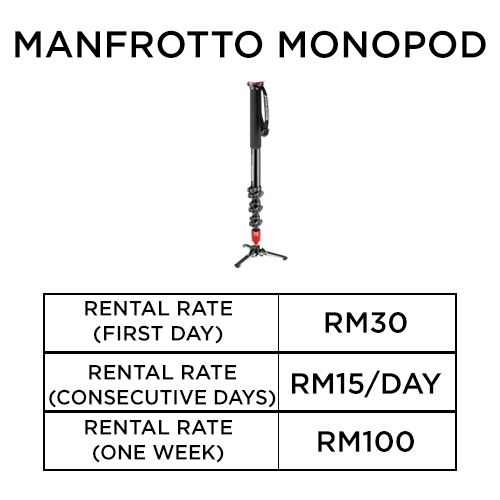 MANFROTTO MONOPOD
RENTAL RATE
(FIRST DAY)
RM30
RENTAL RATE
(CONSECUTIVE DAYS)
RM15/DAY
RENTAL RATE
(ONE WEEK)
RM100